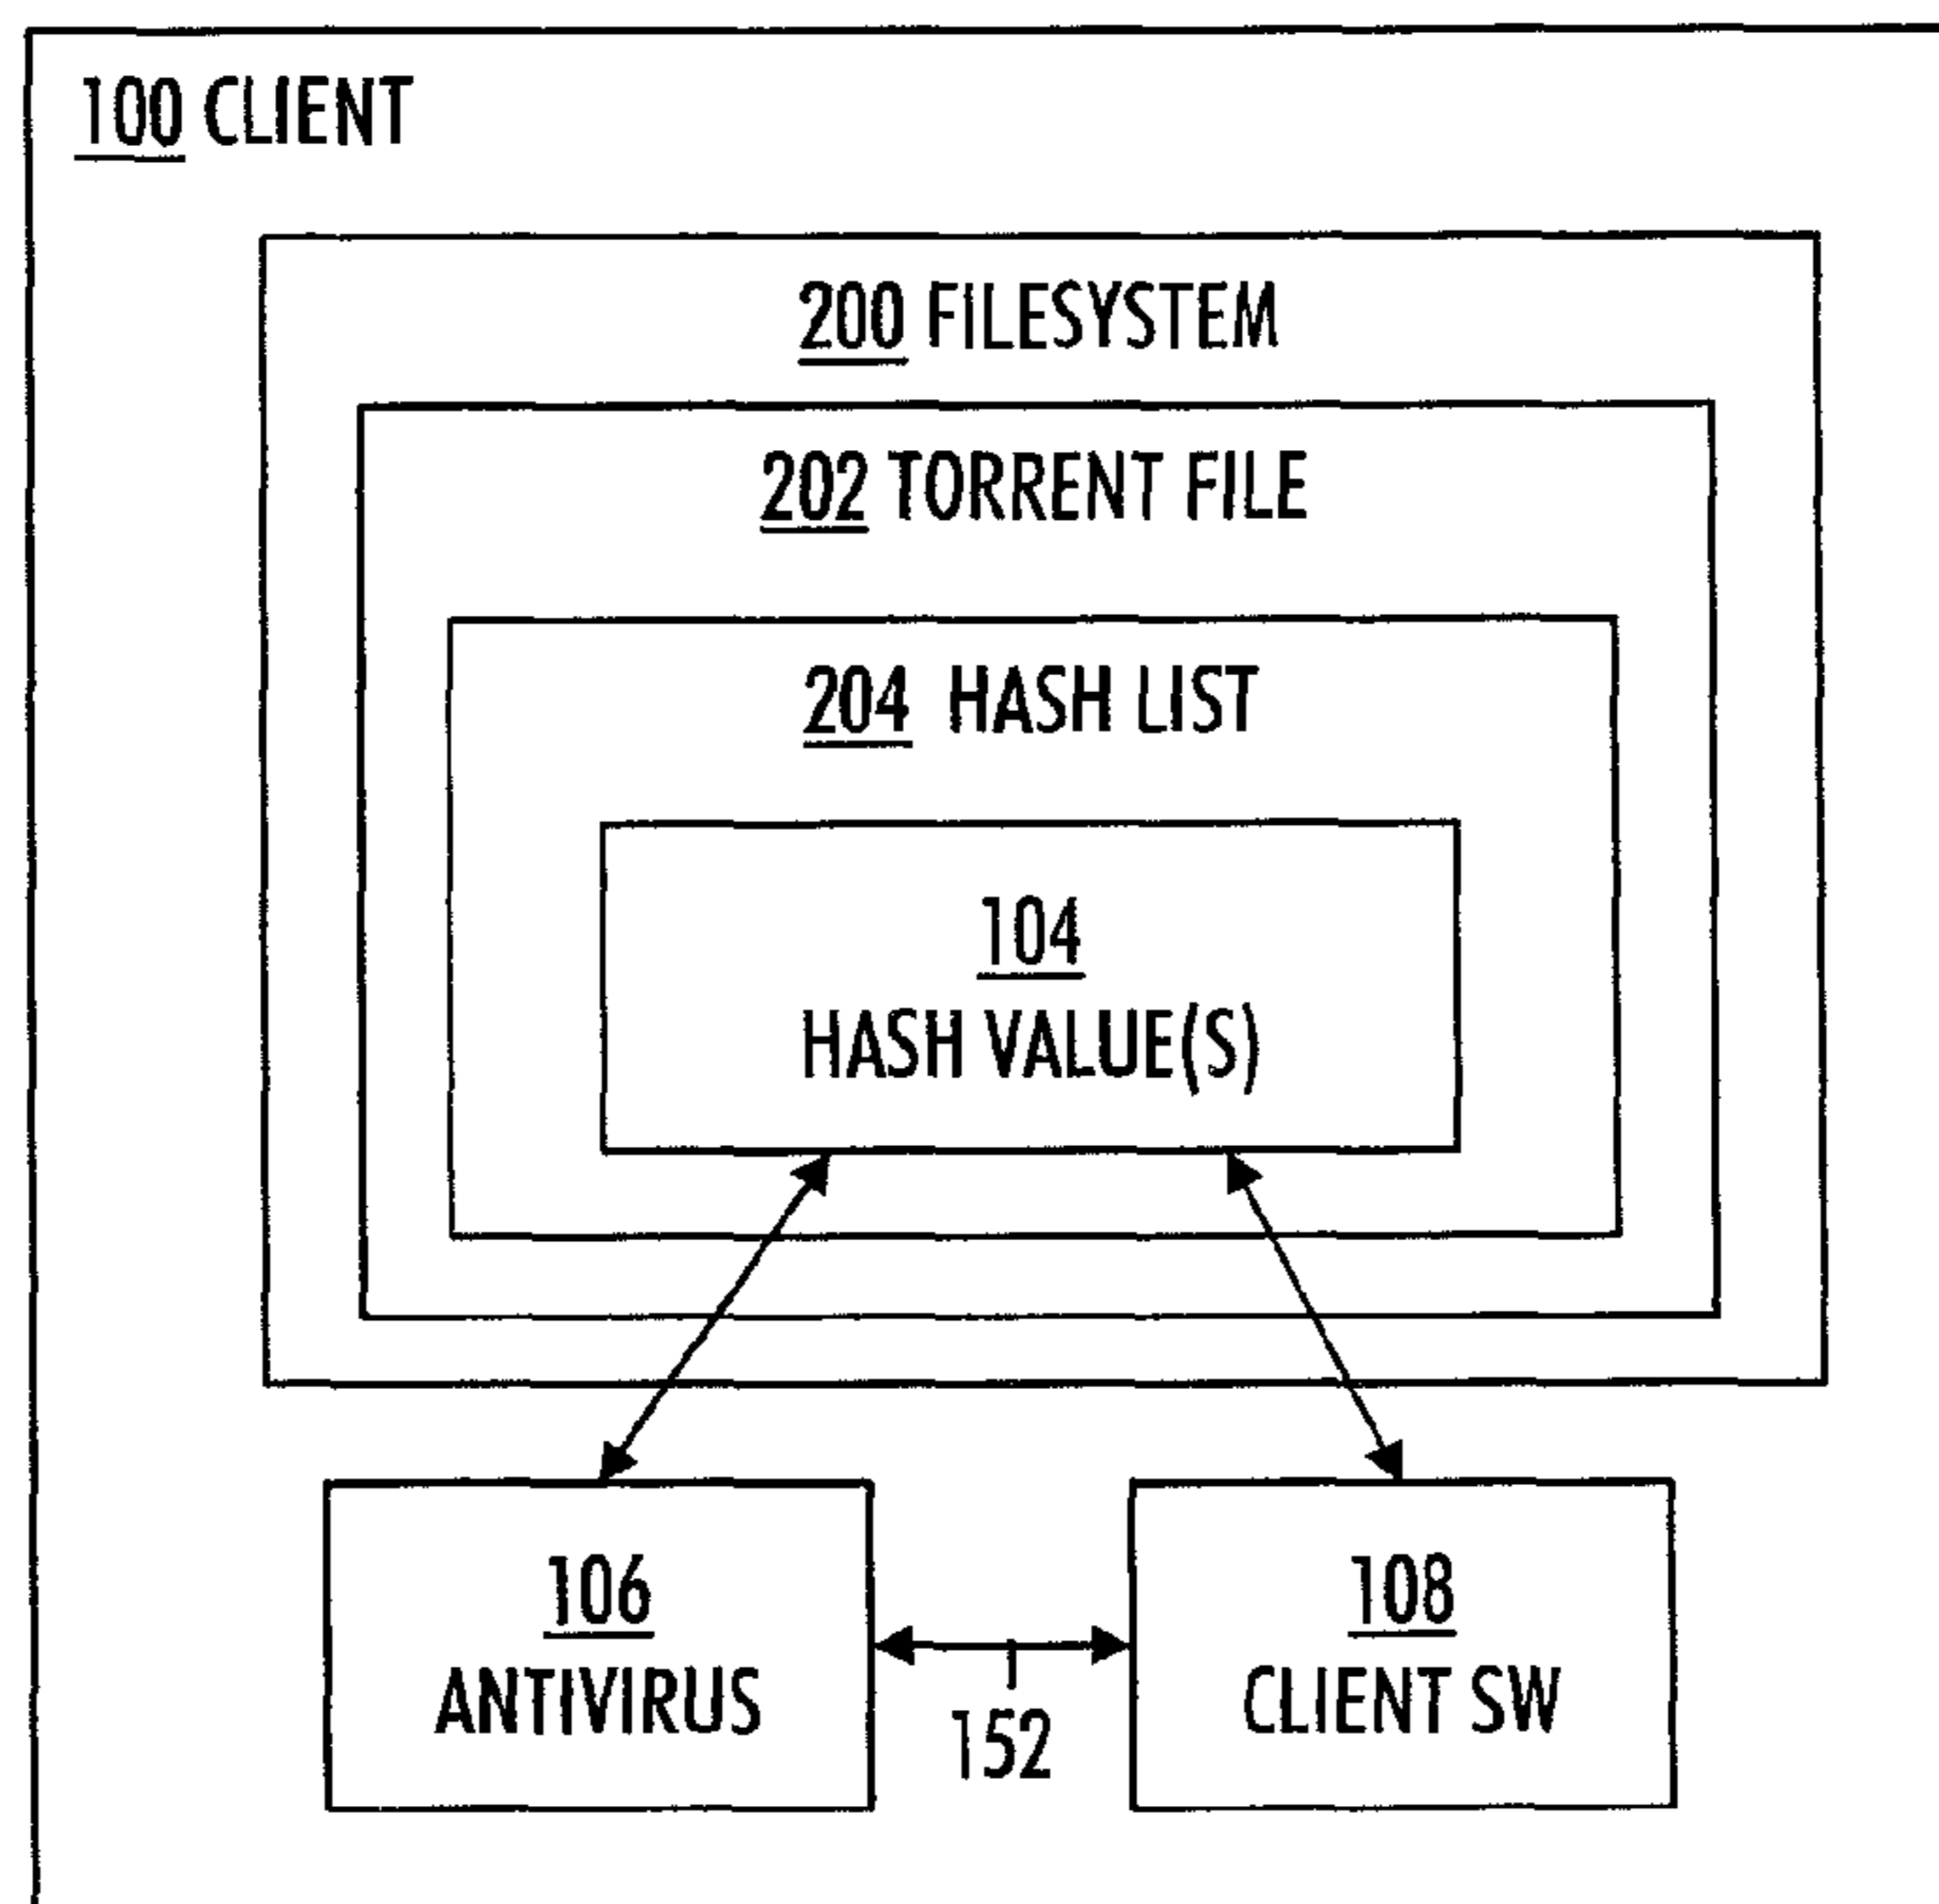 100 CLIENT
200 FILESYSTEM
202 TORRENT FILE
204 HASH LIST
104
HASH VALUE(S)
106
ANTIVIRUS
152
108
CLIENT SW